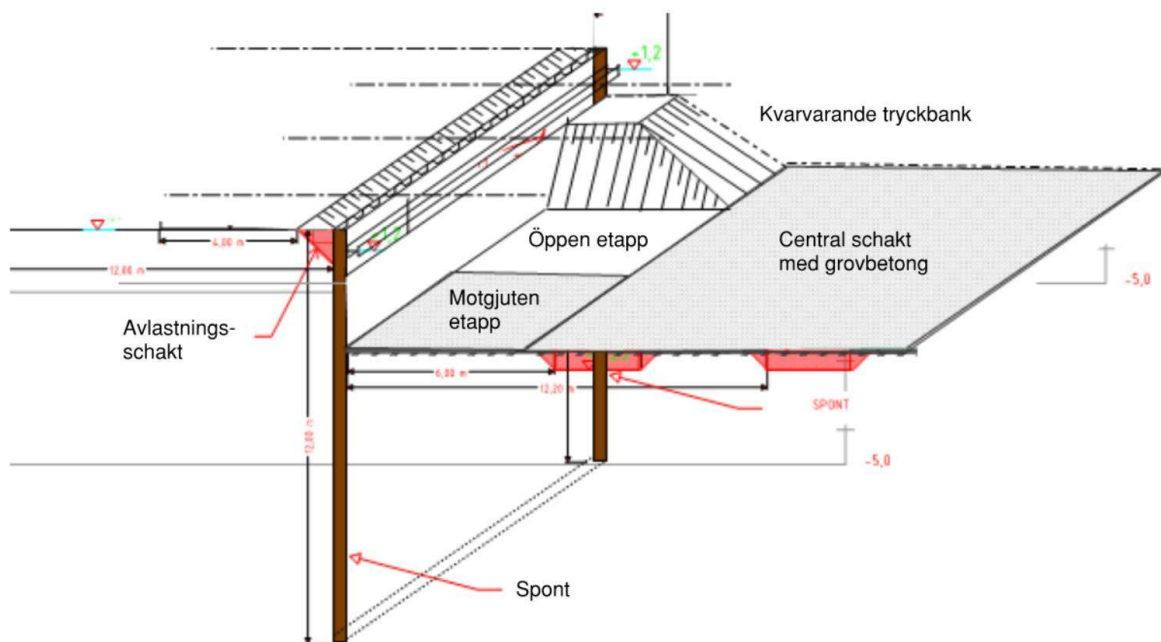 +1,2
Kvarvarande tryckbank
4,00 m
-1,2
Öppen etapp
Central schakt
med grovbetong
12,00 m
-5,0
Motgjuten
etapp
Avlastnings-
schakt
6,00 m
12,20 m
SPONT
12,00 m
-5,0
Spont